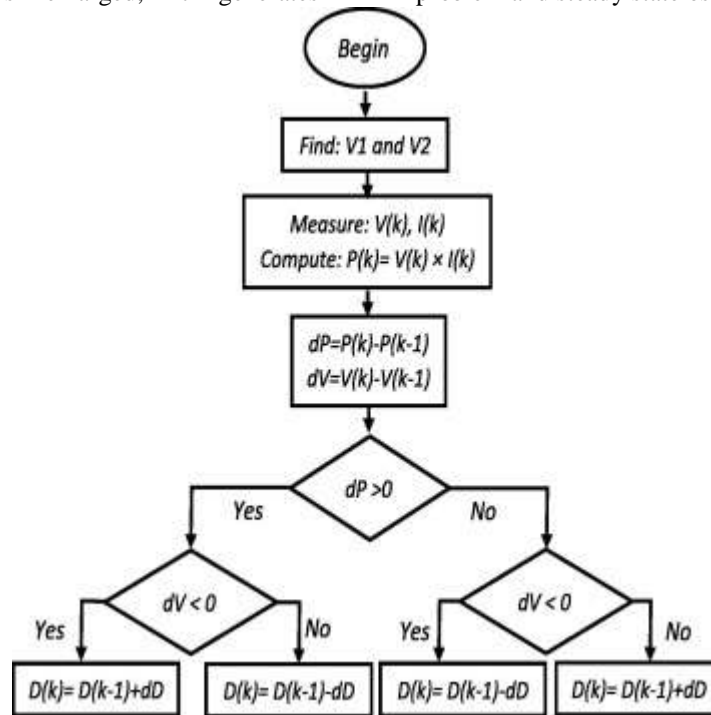 Begin
Find: V1 and V2
Measure: V(k), I(k)
Compute: P(k)= V(k) × I(k)
dP=P(k)-P(k-1)
dV=V(k)-V(k-1)
dP >0
Yes
No
dV < 0
dV < 0
Yes
No
Yes
No
D(k)= D(k-1)+dD
D(k)= D(k-1)-dD
D(k)= D(k-1)-dD
D(k)= D(k-1)+dD